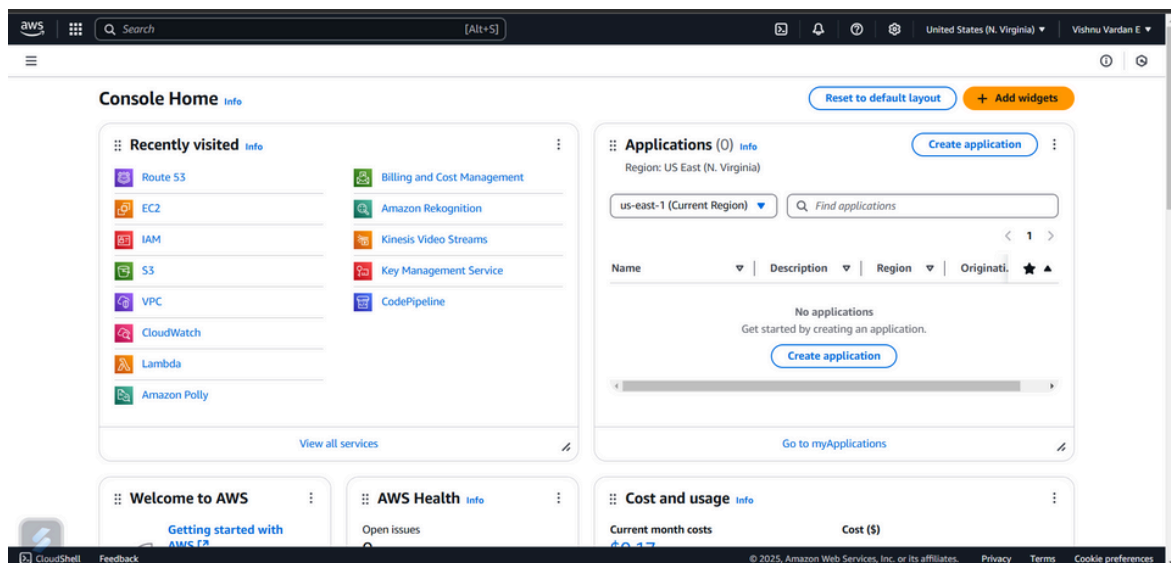 aws
Search [Alt+S] United States (N. Virginia) Vishnu Vardan E
Console Home Info
Reset to default layout + Add widgets
Recently visited Info
Route 53
EC2
IAM
S3
VPC
CloudWatch
Lambda
Amazon Polly
Billing and Cost Management
Amazon Rekognition
Kinesis Video Streams
Key Management Service
CodePipeline
View all services
Applications (0) Info
Create application
Region: US East (N. Virginia)
us-east-1 (Current Region) Find applications
1
Name Description Region Originati.
No applications
Get started by creating an application.
Create application
Go to myApplications
Welcome to AWS
Getting started with
AWS
AWS Health Info
Open issues
Cost and usage Info
Current month costs Cost ($)
$0.17
CloudShell Feedback © 2025, Amazon Web Services, Inc. or its affiliates. Privacy Terms Cookie preferences